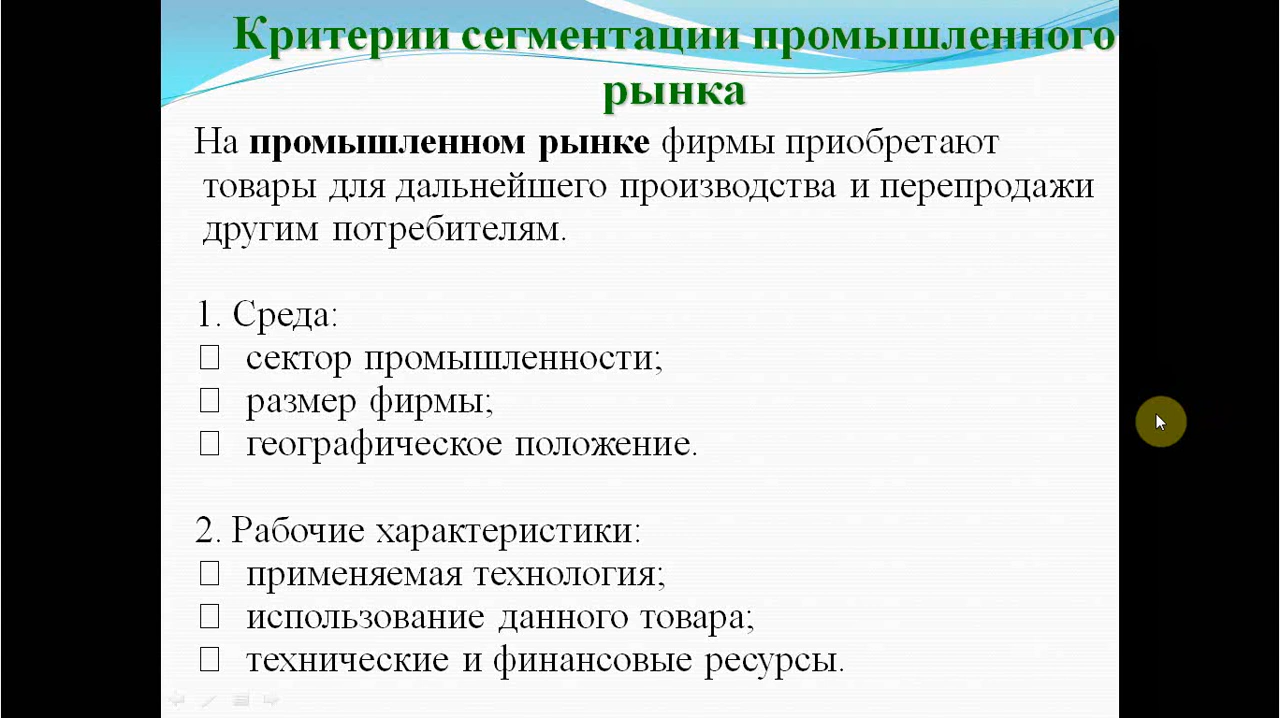 Критерии сегментации промышленного
рынка
На промышленном рынке фирмы приобретают
товары для дальнейшего производства и перепродажи
другим потребителям.
1. Среда:
□ сектор промышленности;
□ размер фирмы;
□ географическое положение.
2. Рабочие характеристики:
□ применяемая технология;
□ использование данного товара;
□ технические и финансовые ресурсы.